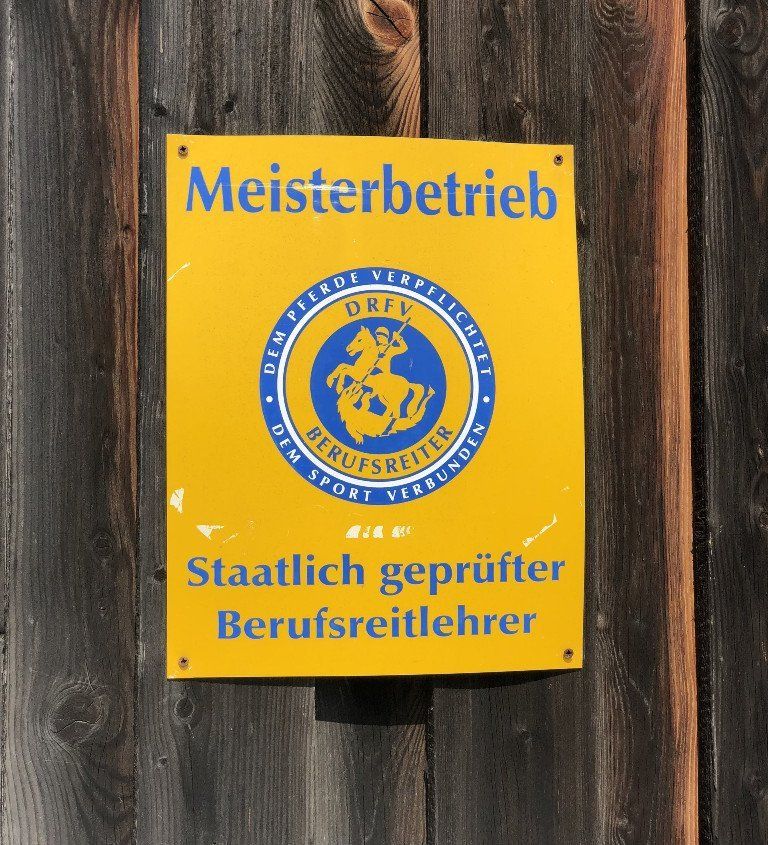 Meisterbetrieb
DEM PFERDE VERPFLICHTET
DRFV
BERUFSREITER
DEM SPORT VERBUNDEN
Staatlich geprüfter
Berufsreitlehrer